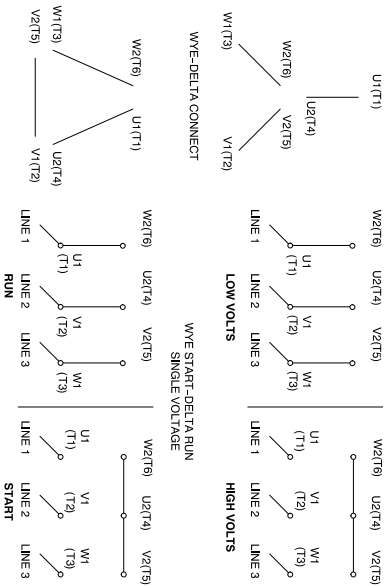 U1(T1)
U2(T4)
W2(T6)
V2(T5)
W1(T3)
V1(T2)
WYE-DELTA CONNECT
W2(T6)
U1(T1)
W1(T3)
V2(T5)
U2(T4)
V1(T2)
W2(T6) U2(T4) V2(T5)
U1 V1 W1
(T1) (T2) (T3)
LINE 1 LINE 2 LINE 3
LOW VOLTS
W2(T6) U2(T4) V2(T5)
U1 V1 W1
(T1) (T2) (T3)
LINE 1 LINE 2 LINE 3
HIGH VOLTS
WYE START-DELTA RUN
SINGLE VOLTAGE
W2(T6) U2(T4) V2(T5)
U1 V1 W1
(T1) (T2) (T3)
LINE 1 LINE 2 LINE 3
RUN
W2(T6) U2(T4) V2(T5)
U1 V1 W1
(T1) (T2) (T3)
LINE 1 LINE 2 LINE 3
START